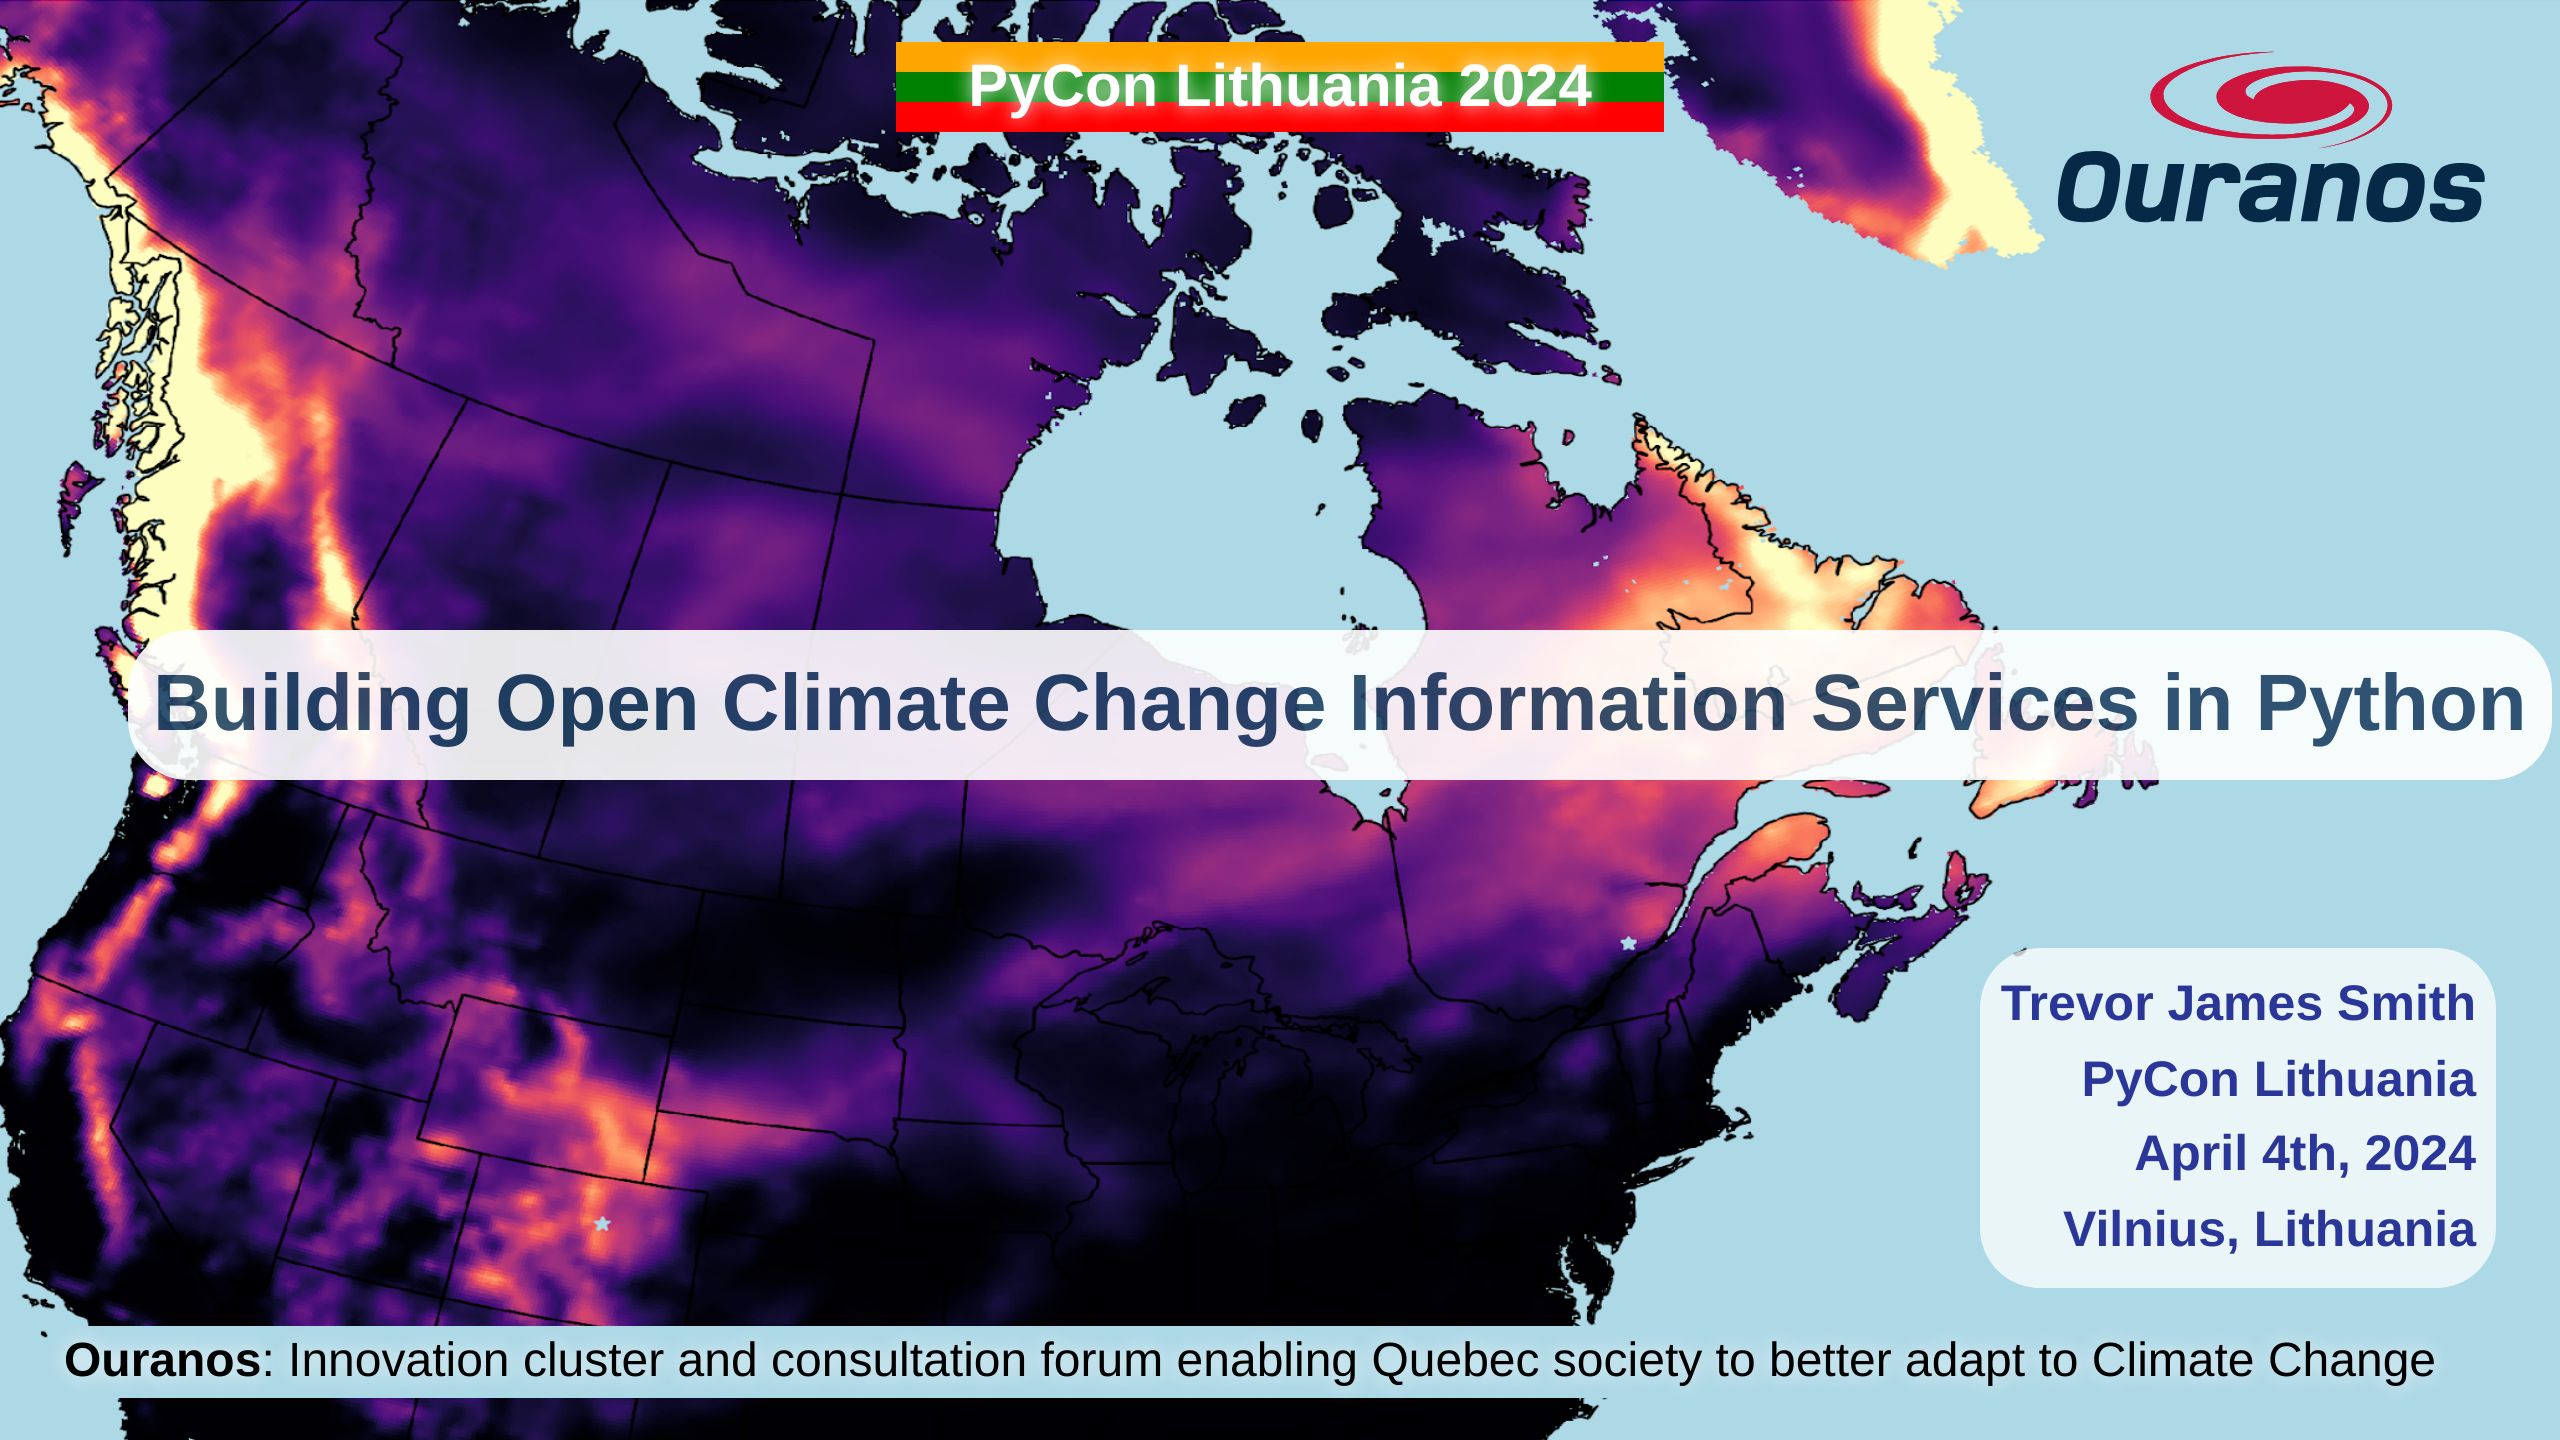 PyCon Lithuania 2024
Ouranos
Building Open Climate Change Information Services in Python
Trevor James Smith
PyCon Lithuania
April 4th, 2024
Vilnius, Lithuania
Ouranos: Innovation cluster and consultation forum enabling Quebec society to better adapt to Climate Change